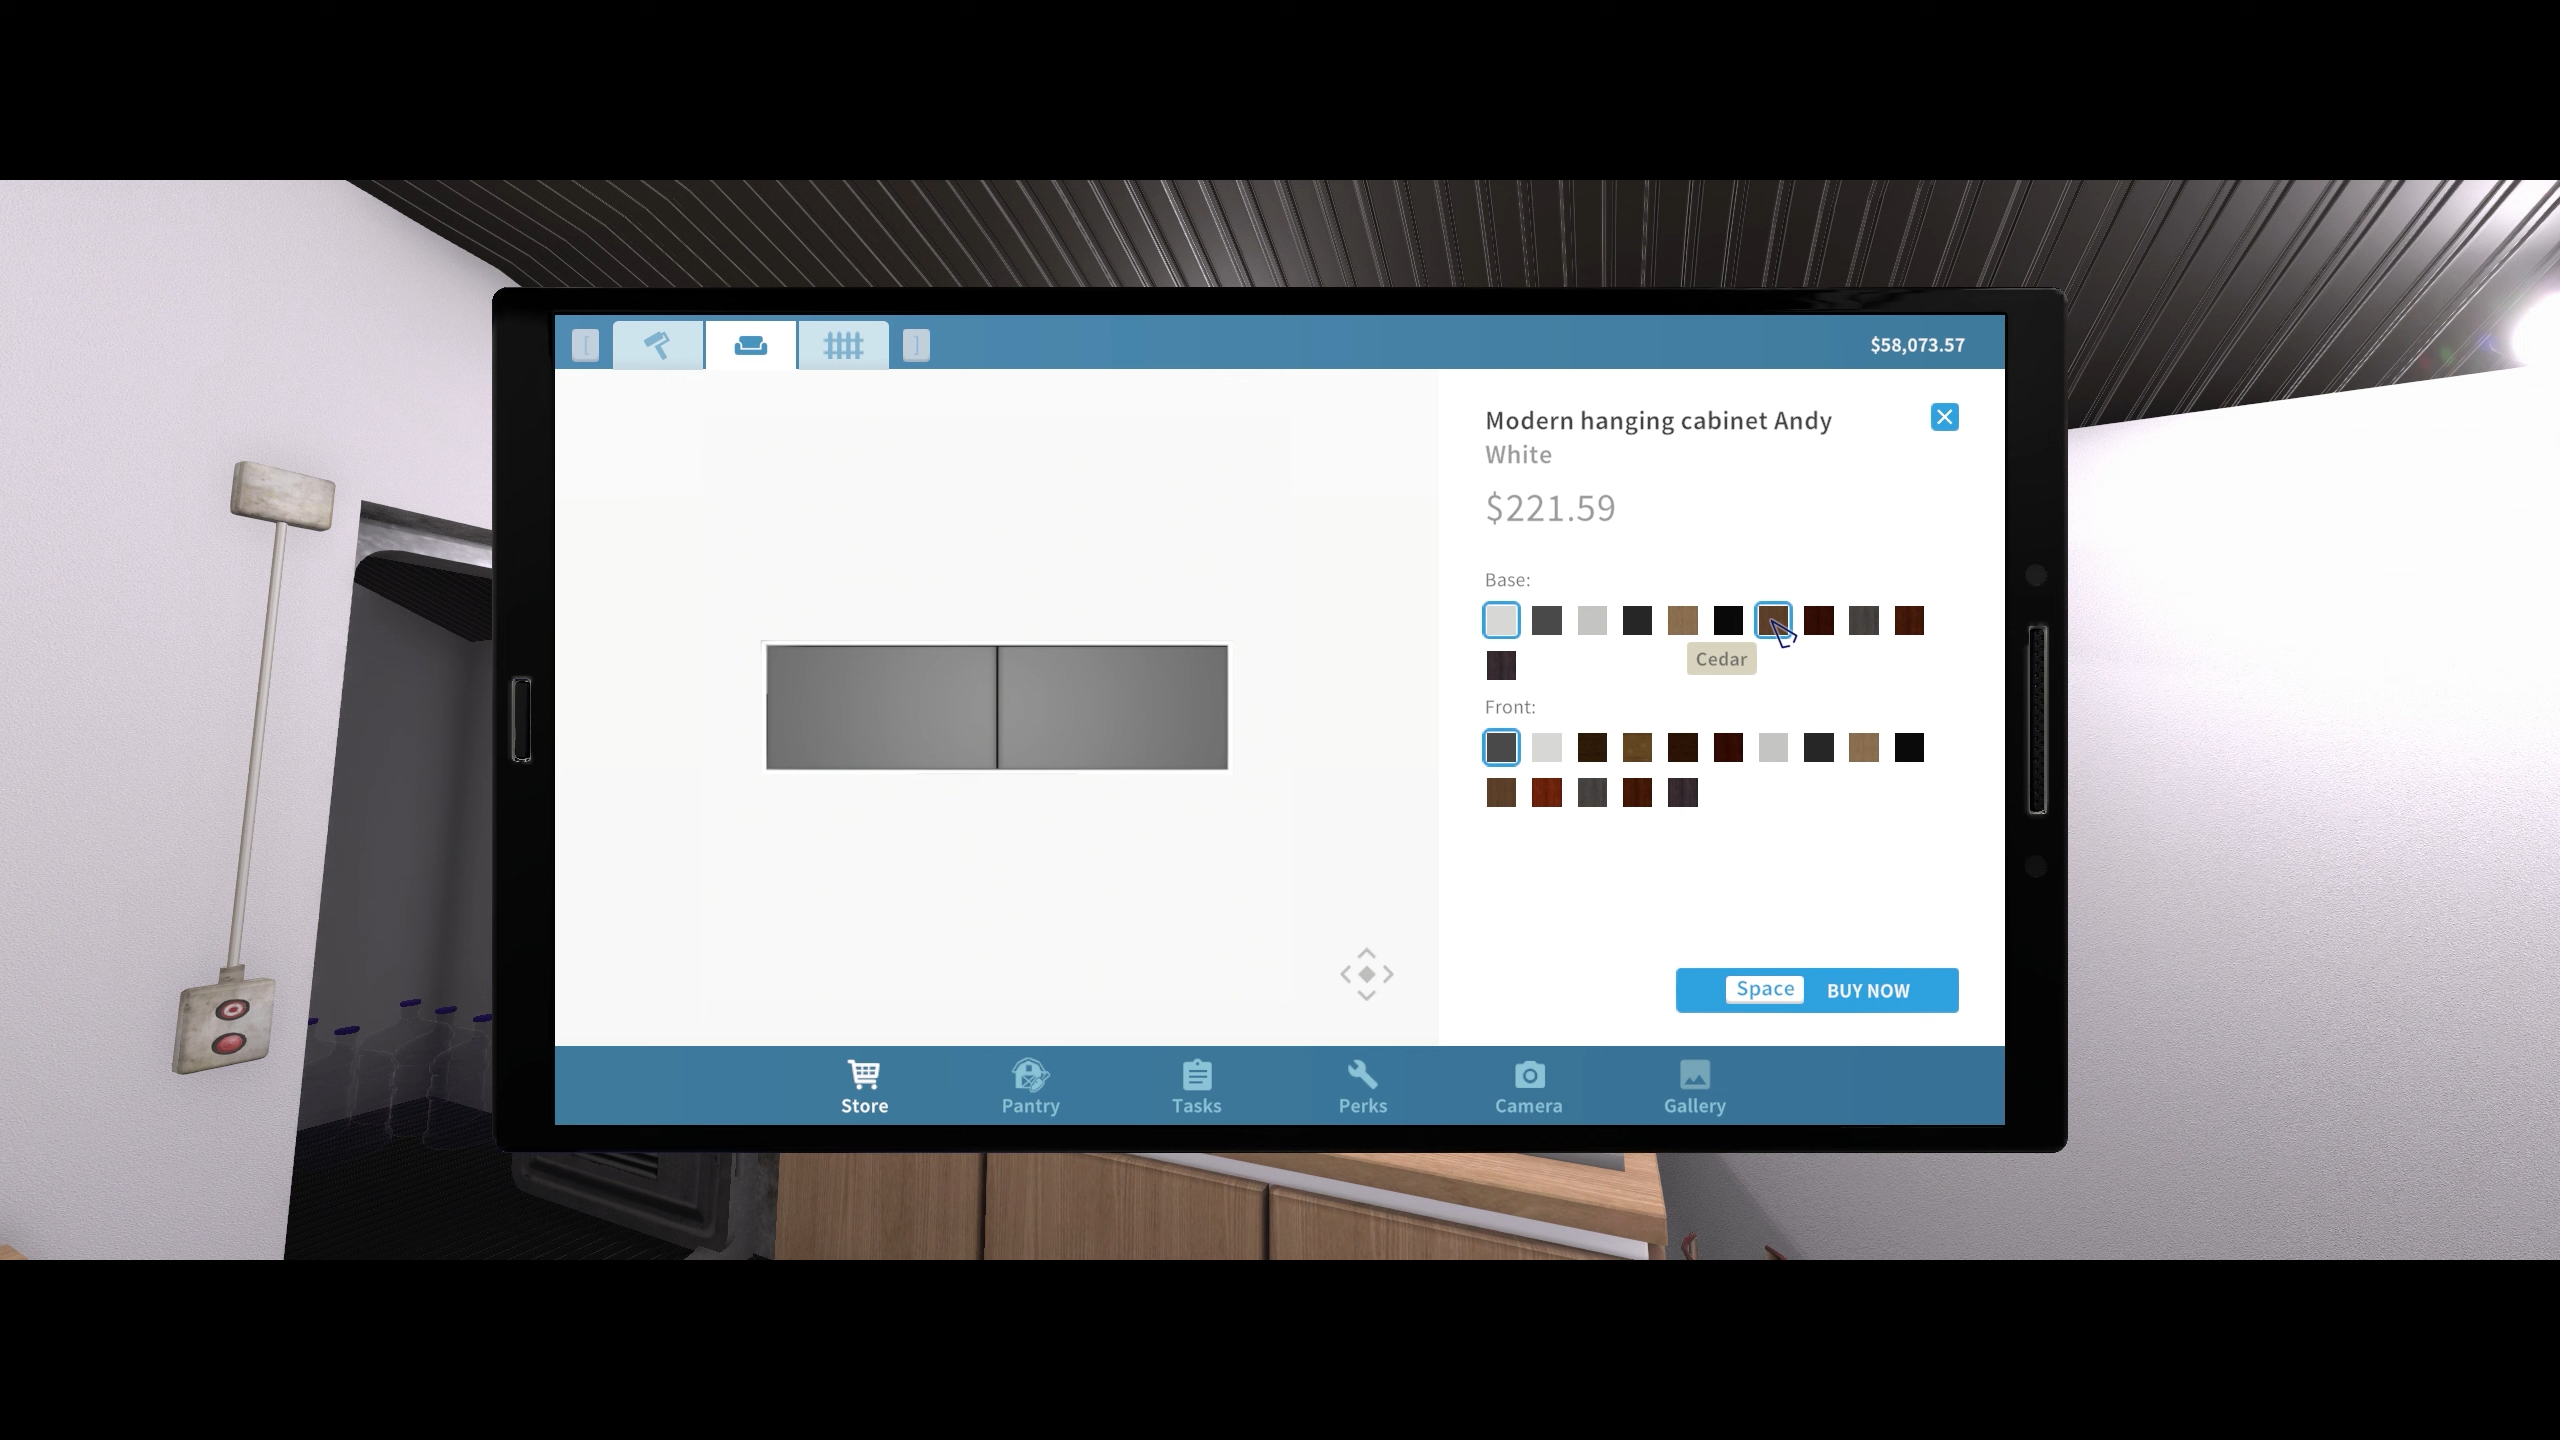 [
]
$58,073.57
Modern hanging cabinet Andy
White
$221.59
Base:
Cedar
Front:
Space BUY NOW
Store Pantry Tasks Perks Camera Gallery